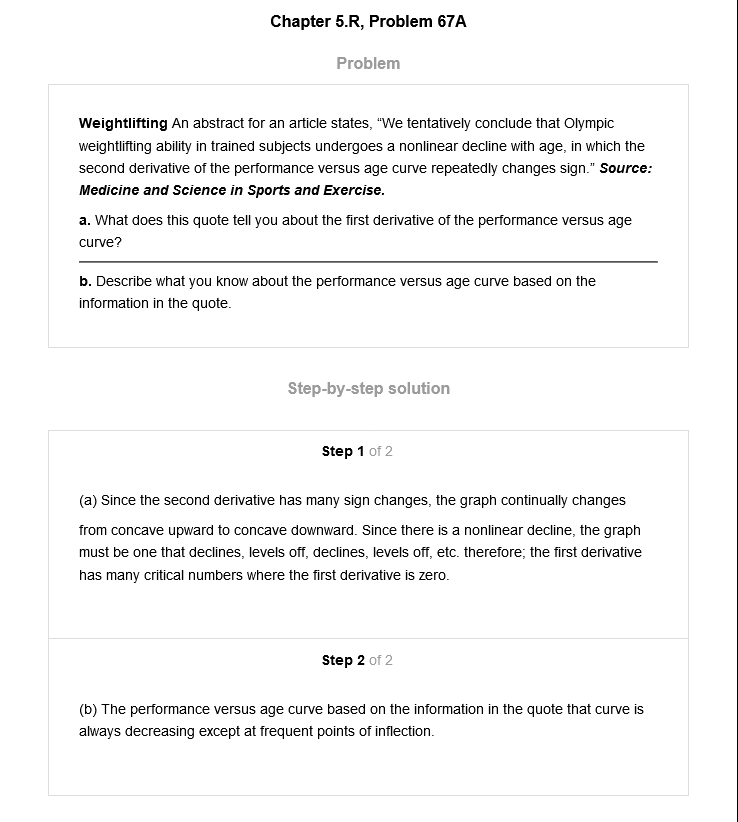 Chapter 5.R, Problem 67A
Problem
Weightlifting An abstract for an article states, “We tentatively conclude that Olympic
weightlifting ability in trained subjects undergoes a nonlinear decline with age, in which the
second derivative of the performance versus age curve repeatedly changes sign.” Source:
Medicine and Science in Sports and Exercise.
a. What does this quote tell you about the first derivative of the performance versus age
curve?
b. Describe what you know about the performance versus age curve based on the
information in the quote.
Step-by-step solution
Step 1 of 2
(a) Since the second derivative has many sign changes, the graph continually changes
from concave upward to concave downward. Since there is a nonlinear decline, the graph
must be one that declines, levels off, declines, levels off, etc. therefore; the first derivative
has many critical numbers where the first derivative is zero.
Step 2 of 2
(b) The performance versus age curve based on the information in the quote that curve is
always decreasing except at frequent points of inflection.